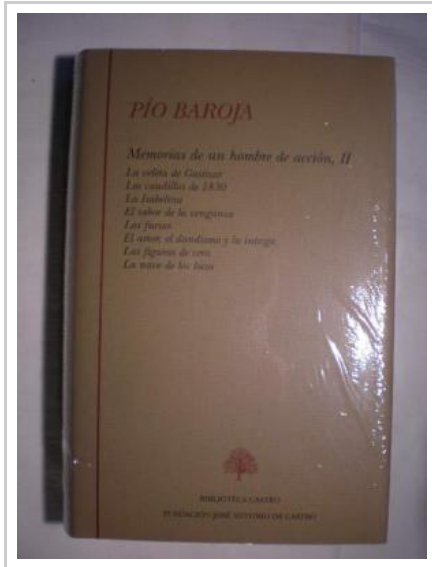 PÍO BAROJA
Memorias de un hombre de acción, II
La veleta de Gastizar
Los caudillos de 1830
La Isabelina
El sabor de la venganza
Las furias
El amor, el dandismo y la intriga
Las figuras de cera
La nave de los locos
BIBLIOTECA CASTRO
FUNDACIÓN JOSÉ ANTONIO DE CASTRO